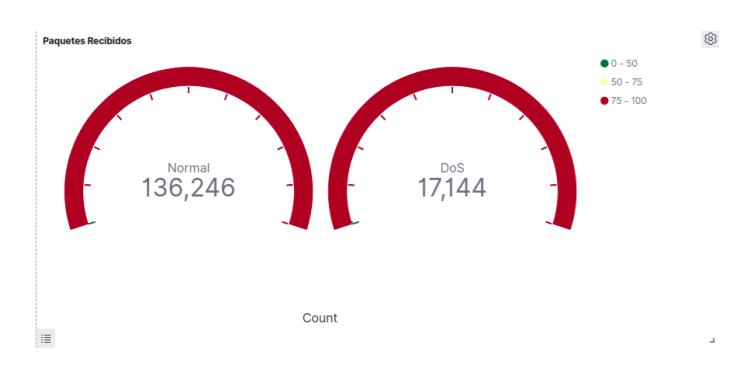 Paquetes Recibidos
0 - 50
50 - 75
75 - 100
Normal
136,246
DoS
17,144
Count